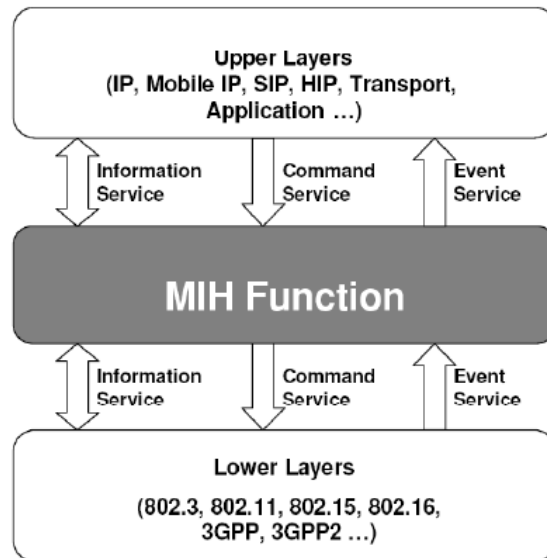 Upper Layers
(IP, Mobile IP, SIP, HIP, Transport,
Application ...)
Information
Service
Command
Service
Event
Service
MIH Function
Information
Service
Command
Service
Event
Service
Lower Layers
(802.3, 802.11, 802.15, 802.16,
3GPP, 3GPP2 ...)